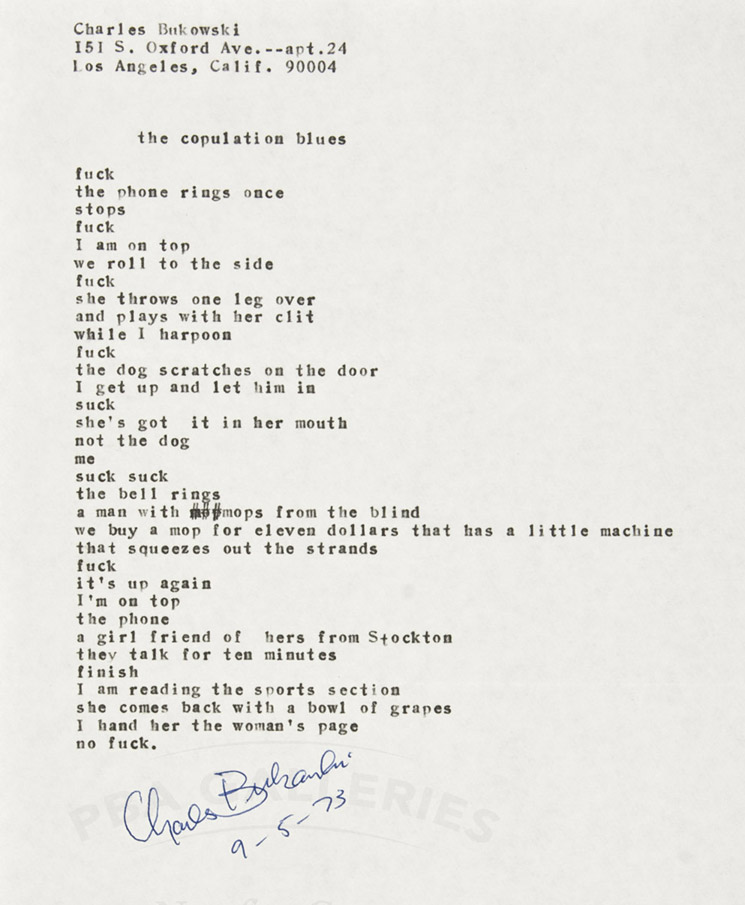 Charles Bukowski
151 S. Oxford Ave.--apt.24
Los Angeles, Calif. 90004
the copulation blues
fuck
the phone rings once
stops
fuck
I am on top
we roll to the side
fuck
she throws one leg over
and plays with her clit
while I harpoon
fuck
the dog scratches on the door
I get up and let him in
suck
she's got  it in her mouth
not the dog
me
suck suck
the bell rings
a man with mops from the blind
we buy a mop for eleven dollars that has a little machine
that squeezes out the strands
fuck
it's up again
I'm on top
the phone
a girl friend of  hers from Stockton
they talk for ten minutes
finish
I am reading the sports section
she comes back with a bowl of grapes
I hand her the woman's page
no fuck.
Charles Bukowski
9-5-73
PBA GALLERIES